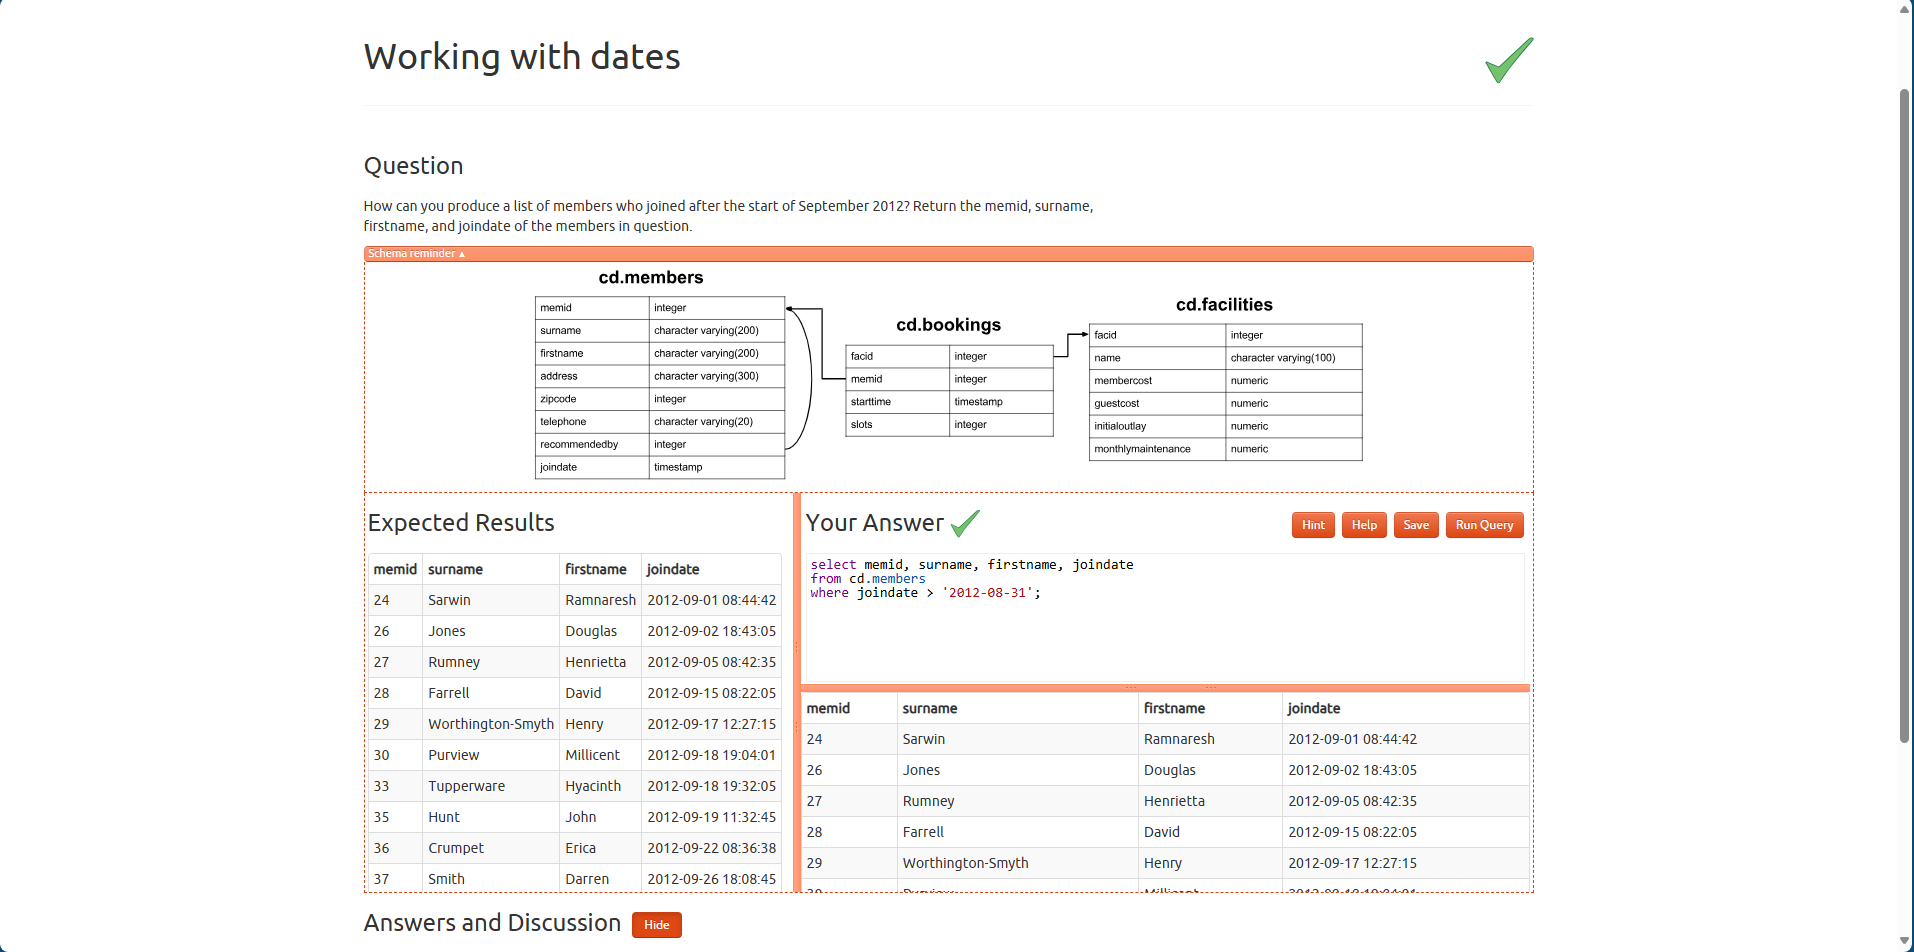 Working with dates
Question
How can you produce a list of members who joined after the start of September 2012? Return the memid, surname,
firstname, and joindate of the members in question.
Schema reminder ▲
cd.members
memid integer
surname character varying(200)
firstname character varying(200)
address character varying(300)
zipcode integer
telephone character varying(20)
recommendedby integer
joindate timestamp
cd.bookings
facid integer
memid integer
starttime timestamp
slots integer
cd.facilities
facid integer
name character varying(100)
membercost numeric
guestcost numeric
initialoutlay numeric
monthlymaintenance numeric
Expected Results
memid surname firstname joindate
24 Sarwin Ramnaresh 2012-09-01 08:44:42
26 Jones Douglas 2012-09-02 18:43:05
27 Rumney Henrietta 2012-09-05 08:42:35
28 Farrell David 2012-09-15 08:22:05
29 Worthington-Smyth Henry 2012-09-17 12:27:15
30 Purview Millicent 2012-09-18 19:04:01
33 Tupperware Hyacinth 2012-09-18 19:32:05
35 Hunt John 2012-09-19 11:32:45
36 Crumpet Erica 2012-09-22 08:36:38
37 Smith Darren 2012-09-26 18:08:45
Your Answer
Hint Help Save Run Query
select memid, surname, firstname, joindate
from cd.members
where joindate > '2012-08-31';
memid surname firstname joindate
24 Sarwin Ramnaresh 2012-09-01 08:44:42
26 Jones Douglas 2012-09-02 18:43:05
27 Rumney Henrietta 2012-09-05 08:42:35
28 Farrell David 2012-09-15 08:22:05
29 Worthington-Smyth Henry 2012-09-17 12:27:15
Answers and Discussion Hide